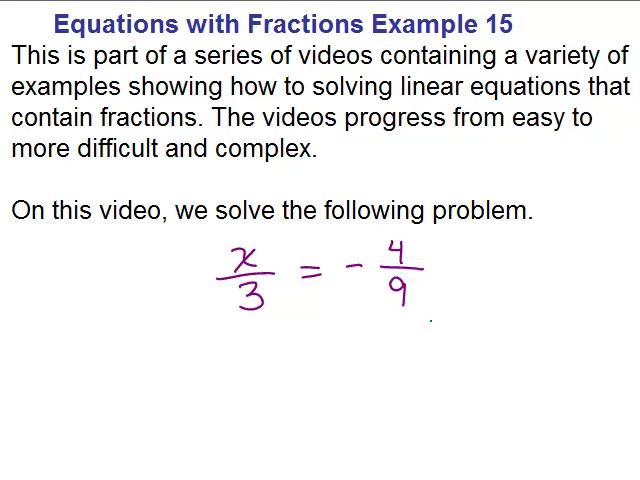 Equations with Fractions Example 15
This is part of a series of videos containing a variety of
examples showing how to solving linear equations that
contain fractions. The videos progress from easy to
more difficult and complex.
On this video, we solve the following problem.
x/3 = - 4/9